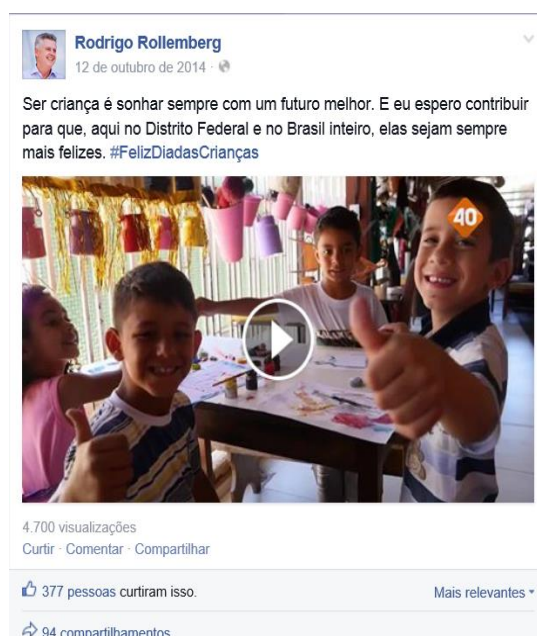 Rodrigo Rollemberg
12 de outubro de 2014 ·
Ser criança é sonhar sempre com um futuro melhor. E eu espero contribuir
para que, aqui no Distrito Federal e no Brasil inteiro, elas sejam sempre
mais felizes. #FelizDiadasCrianças
40
4.700 visualizações
Curtir · Comentar · Compartilhar
377 pessoas curtiram isso. Mais relevantes
94 compartilhamentos